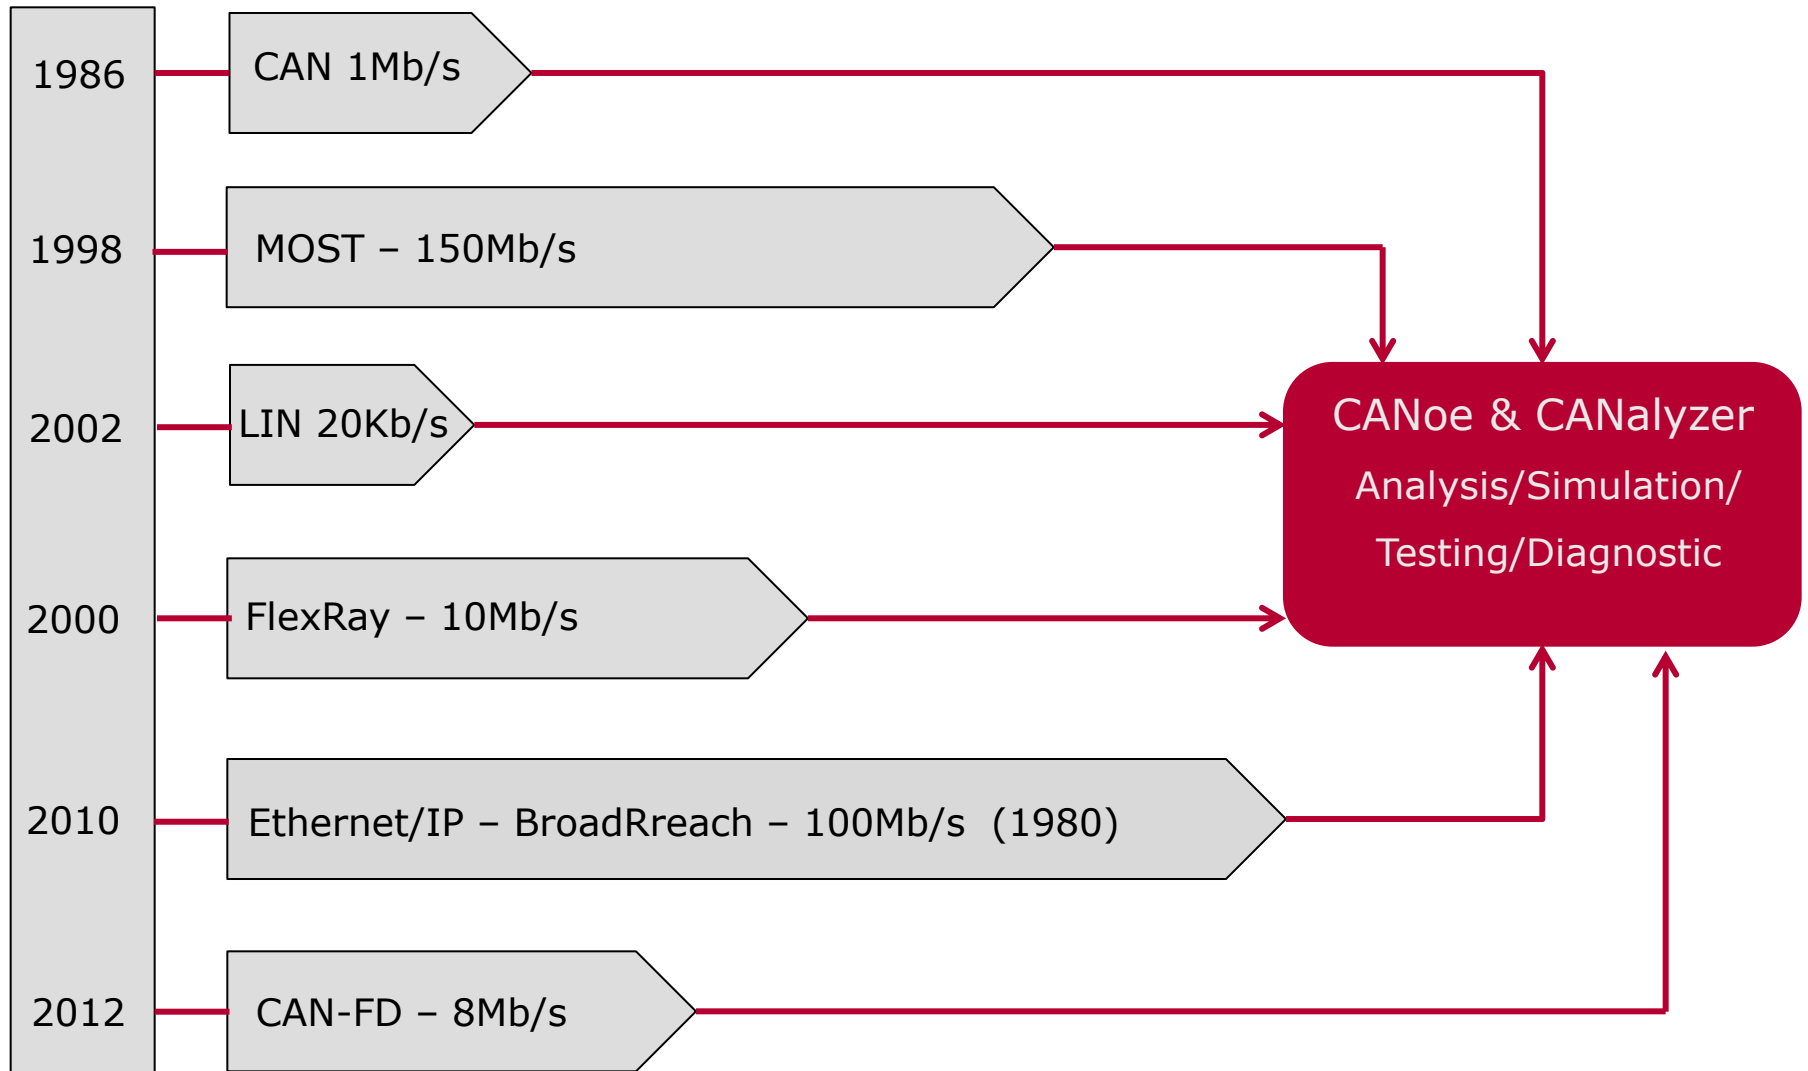 1986
CAN 1Mb/s
1998
MOST – 150Mb/s
2002
LIN 20Kb/s
CANoe & CANalyzer
Analysis/Simulation/
Testing/Diagnostic
2000
FlexRay – 10Mb/s
2010
Ethernet/IP – BroadRreach – 100Mb/s (1980)
2012
CAN-FD – 8Mb/s